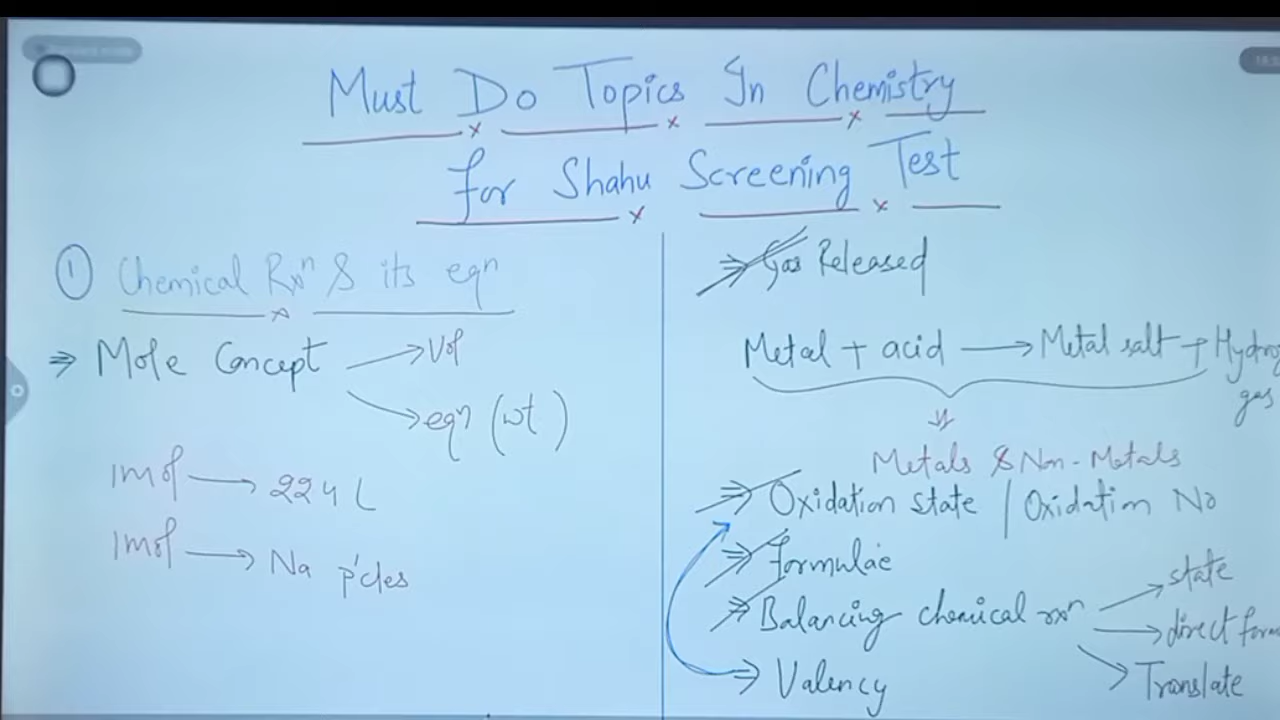 Must Do Topics In Chemistry
for Shahu Screening Test
① Chemical Rxⁿ & its eqn
⇒ Mole Concept → Vol
→ eqn (wt)
1mol → 224 L
1mol → Na p'cles
⇒ Gas Released
Metal + acid → Metal salt + Hydro
gas
Metals & Non-Metals
⇒ Oxidation state / Oxidation No
⇒ formulae
⇒ Balancing chemical rxⁿ → state
→ direct form
→ Translate
⇒ Valency